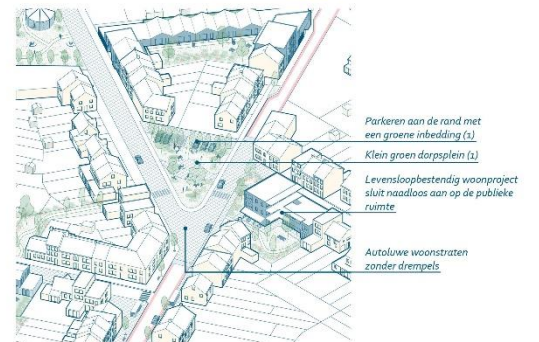 Parkeren aan de rand met
een groene inbedding (1)
Klein groen dorpsplein (1)
Levensloopbestendig woonproject
sluit naadloos aan op de publieke
ruimte
Autoluwe woonstraten
zonder drempels